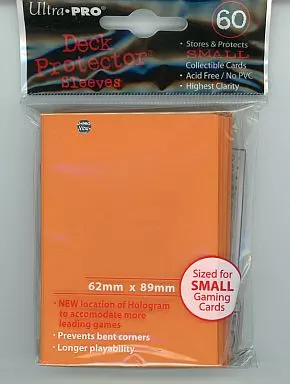 Ultra·PRO
60
Deck
Protector
Sleeves
• Stores & Protects
SMALL
Collectible Cards
• Acid Free / No PVC
• Highest Clarity
62mm x 89mm
• NEW location of Hologram
to accomodate more
leading games
• Prevents bent corners
• Longer playability
Sized for
SMALL
Gaming
Cards